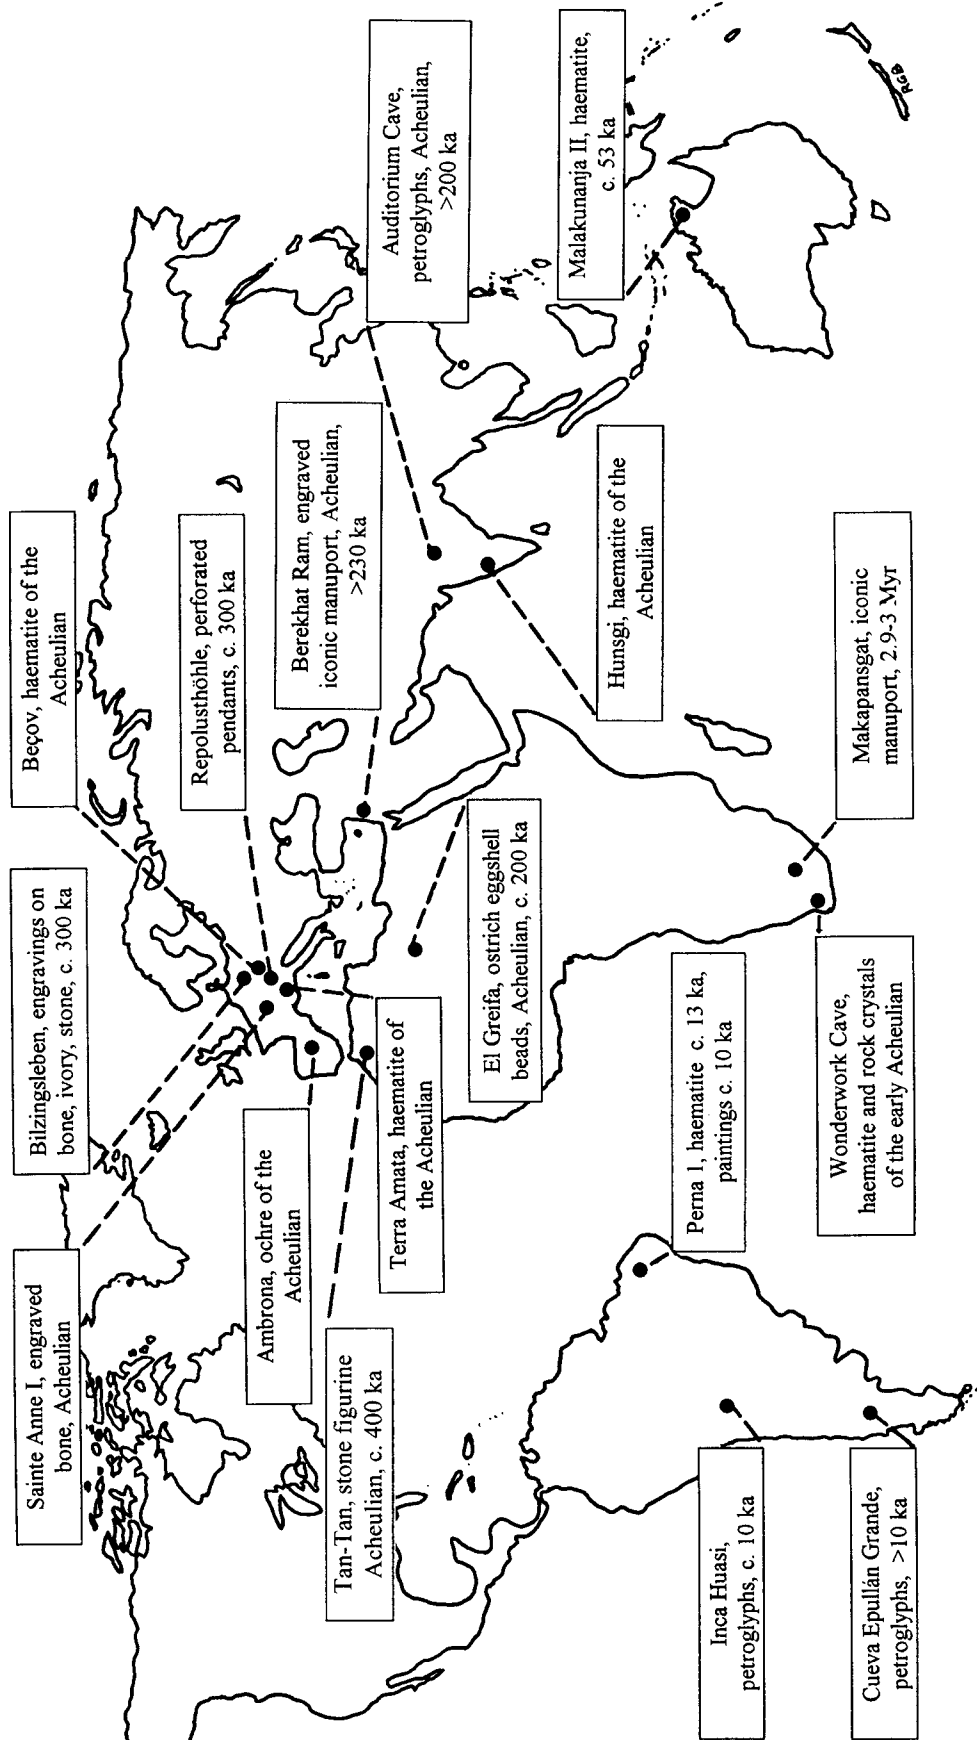 Sainte Anne I, engraved
bone, Acheulian
Bilzingsleben, engravings on
bone, ivory, stone, c. 300 ka
Beçov, haematite of the
Acheulian
Repolusthöhle, perforated
pendants, c. 300 ka
Berekhat Ram, engraved
iconic manuport, Acheulian,
>230 ka
Auditorium Cave,
petroglyphs, Acheulian,
>200 ka
Ambrona, ochre of the
Acheulian
Tan-Tan, stone figurine
Acheulian, c. 400 ka
Terra Amata, haematite of
the Acheulian
El Greifa, ostrich eggshell
beads, Acheulian, c. 200 ka
Hunsgi, haematite of the
Acheulian
Malakunanja II, haematite,
c. 53 ka
Perna 1, haematite c. 13 ka,
paintings c. 10 ka
Inca Huasi,
petroglyphs, c. 10 ka
Cueva Epullán Grande,
petroglyphs, >10 ka
Wonderwork Cave,
haematite and rock crystals
of the early Acheulian
Makapansgat, iconic
manuport, 2.9-3 Myr
RGB